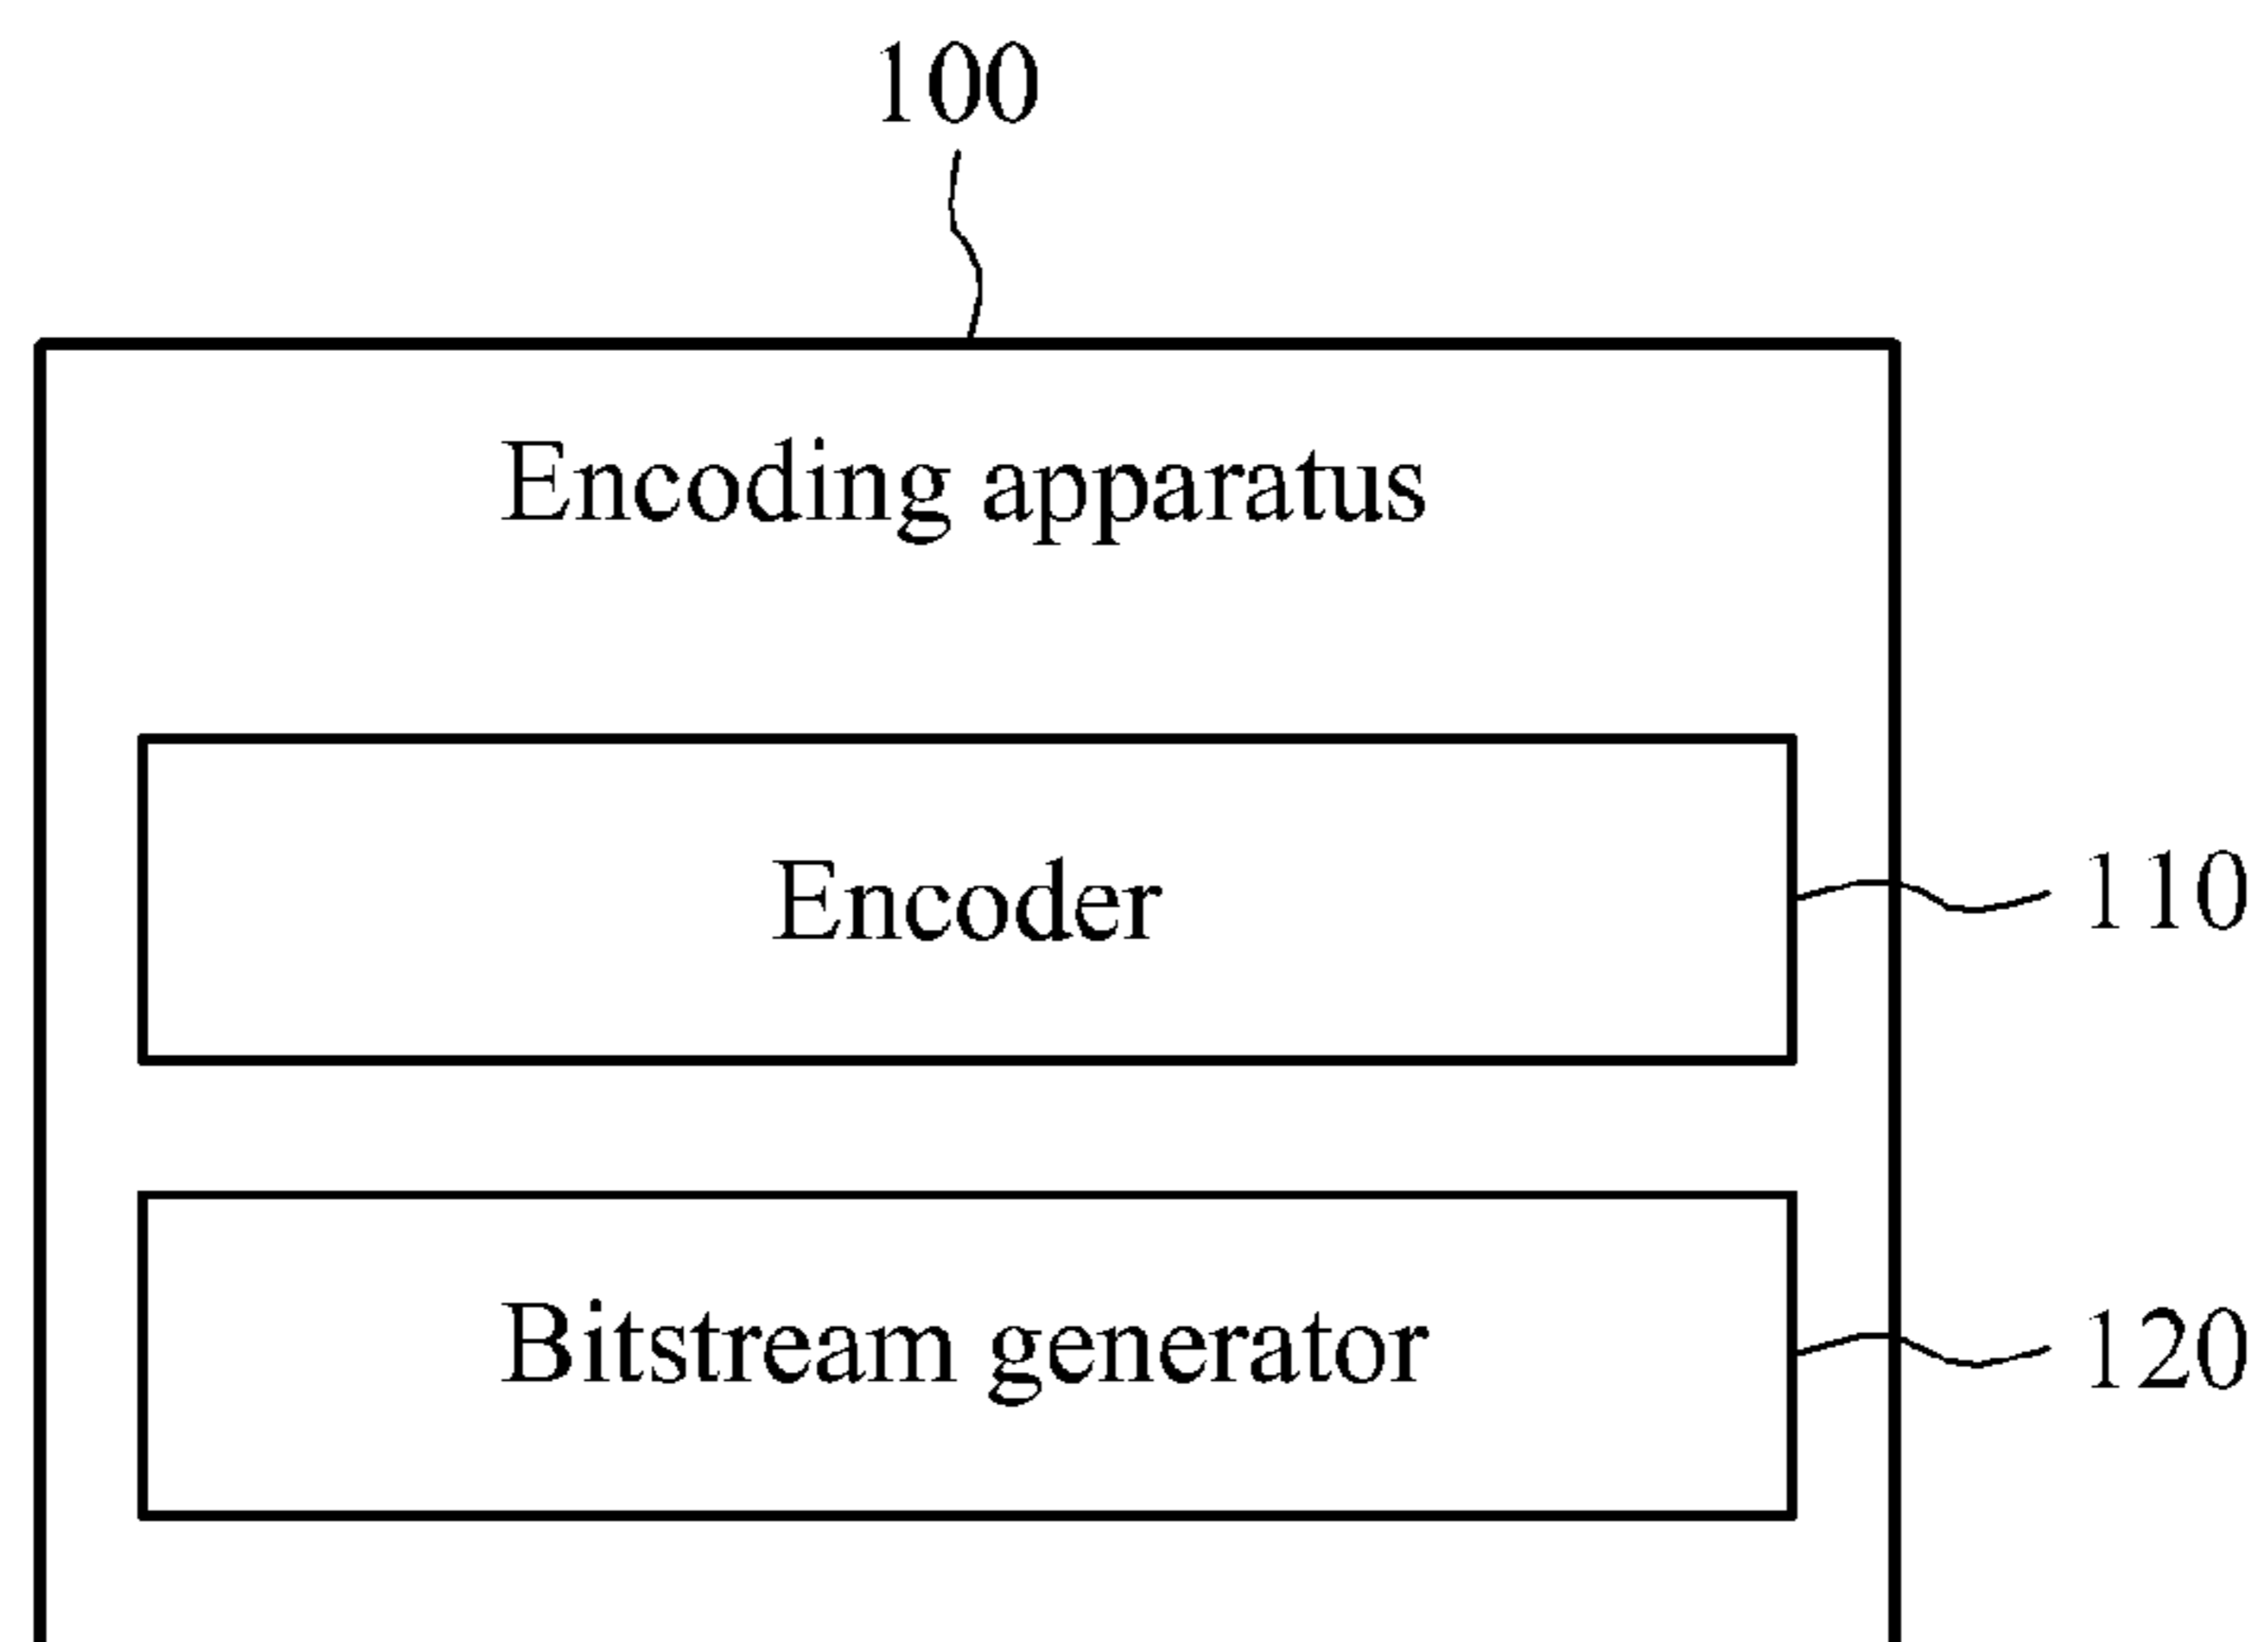 100
Encoding apparatus
Encoder
110
Bitstream generator
120